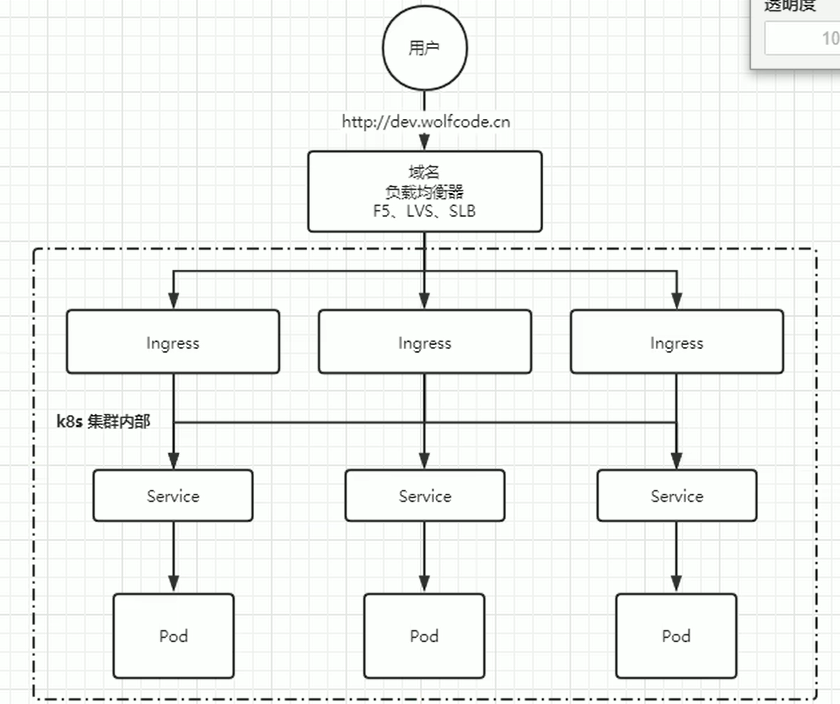 透明度
10
用户
http://dev.wolfcode.cn
域名
负载均衡器
F5、LVS、SLB
Ingress
Ingress
Ingress
k8s 集群内部
Service
Service
Service
Pod
Pod
Pod